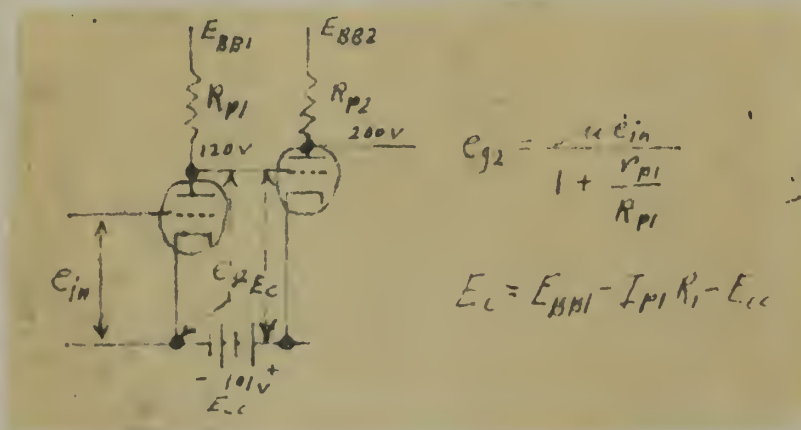 E_BB1 E_BB2
R_P1 R_P2
120V 200V
e_g2 = - u e_in / 1 + r_P1 / R_P1
e_in e_g2 E_c
E_c = E_BB1 - I_P1 R_1 - E_cc
- 101V +
E_cc